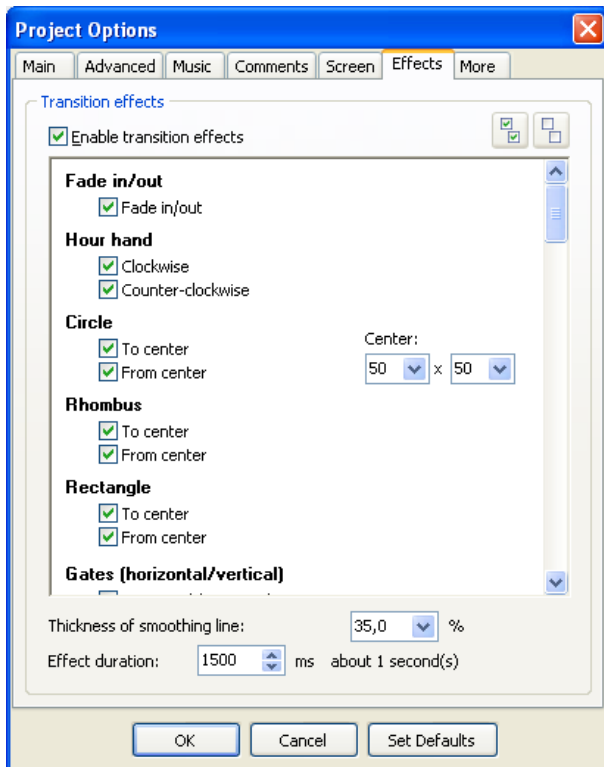 Project Options
Main Advanced Music Comments Screen Effects More
Transition effects
Enable transition effects
Fade in/out
Fade in/out
Hour hand
Clockwise
Counter-clockwise
Circle
To center
Center:
From center
50 x 50
Rhombus
To center
From center
Rectangle
To center
From center
Gates (horizontal/vertical)
Thickness of smoothing line: 35,0 %
Effect duration: 1500 ms about 1 second(s)
OK Cancel Set Defaults